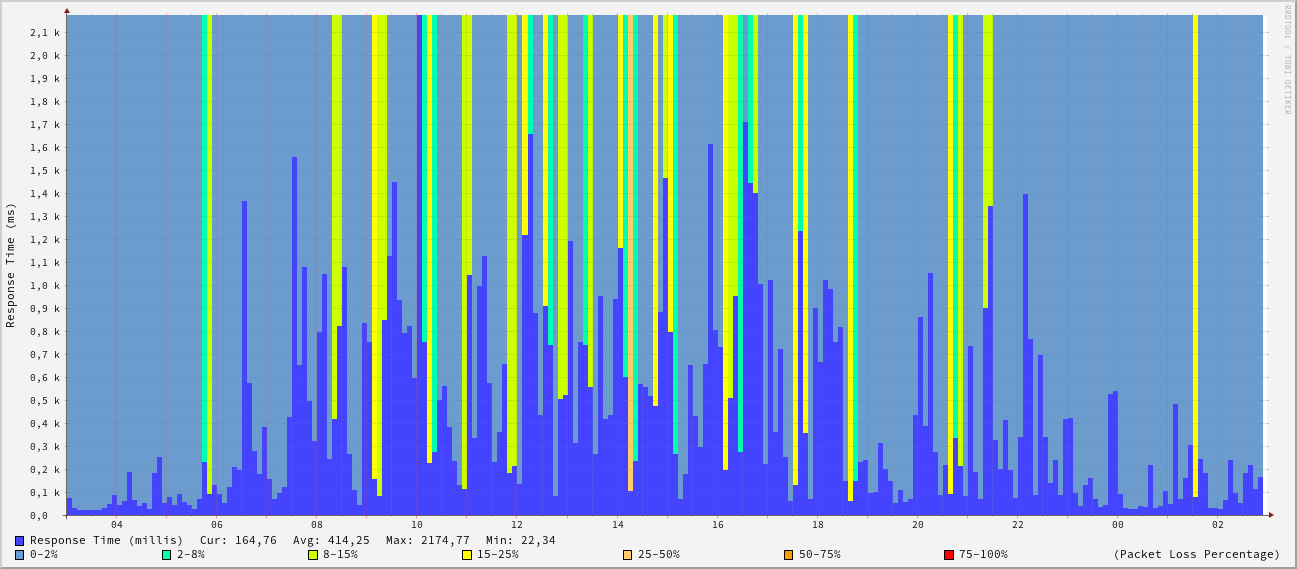 RRDTOOL / TOBI OETIKER
Response Time (ms)
2,1 k
2,0 k
1,9 k
1,8 k
1,7 k
1,6 k
1,5 k
1,4 k
1,3 k
1,2 k
1,1 k
1,0 k
0,9 k
0,8 k
0,7 k
0,6 k
0,5 k
0,4 k
0,3 k
0,2 k
0,1 k
0,0
04 06 08 10 12 14 16 18 20 22 00 02
Response Time (millis) Cur: 164,76 Avg: 414,25 Max: 2174,77 Min: 22,34
0-2% 2-8% 8-15% 15-25% 25-50% 50-75% 75-100% (Packet Loss Percentage)